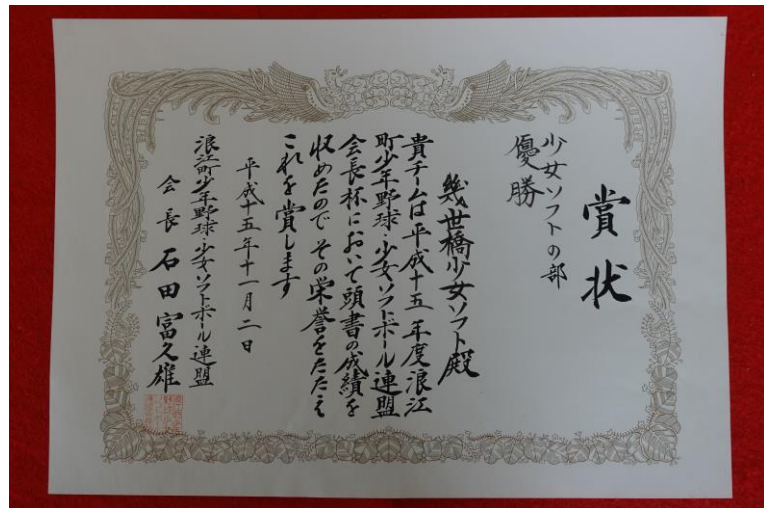 賞状
少女ソフトの部
優勝
幾世橋少女ソフト殿
貴チームは平成十五年度浪江
町少年野球・少女ソフトボール連盟
会長杯において頭書の成績を
収めたので その栄誉をたたえ
これを賞します
平成十五年十一月二日
浪江町少年野球・少女ソフトボール連盟
会長 石田富久雄